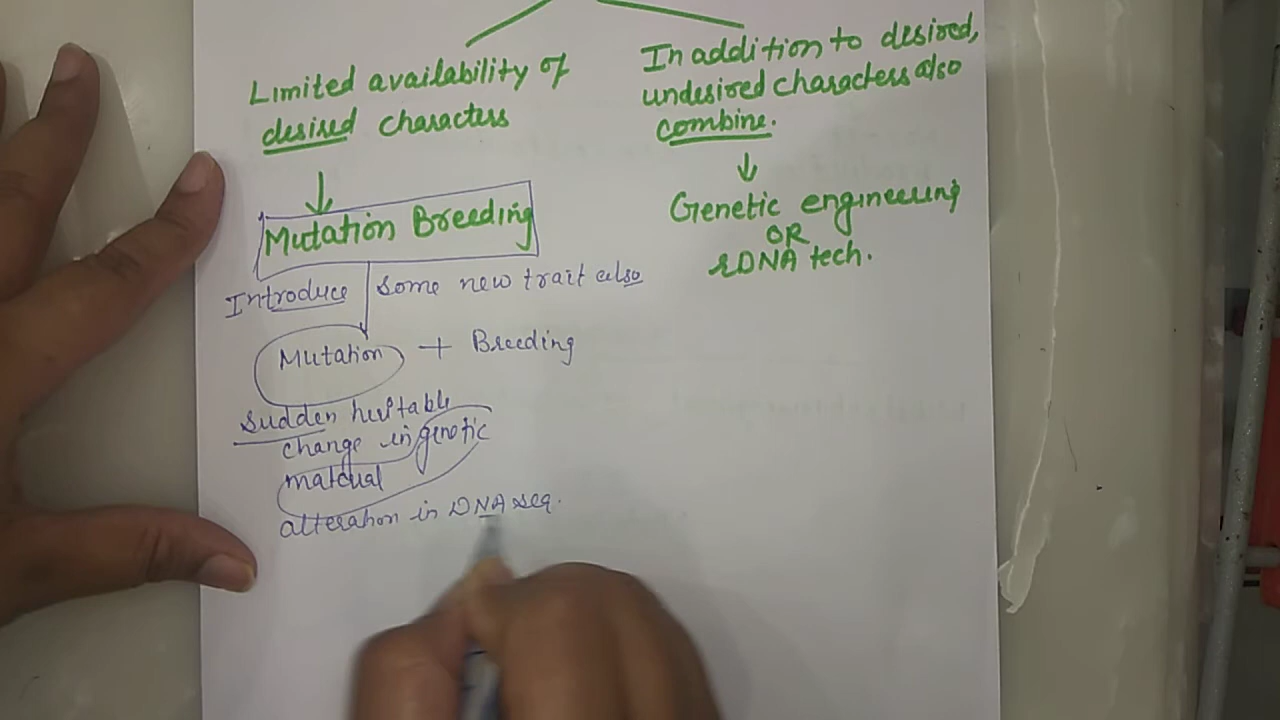 Limited availability of
desired characters
↓
Mutation Breeding
Introduce some new trait also
Mutation + Breeding
sudden heritable
change in genetic
material
alteration in DNA seq.
In addition to desired,
undesired characters also
combine.
↓
Genetic engineering
OR
rDNA tech.